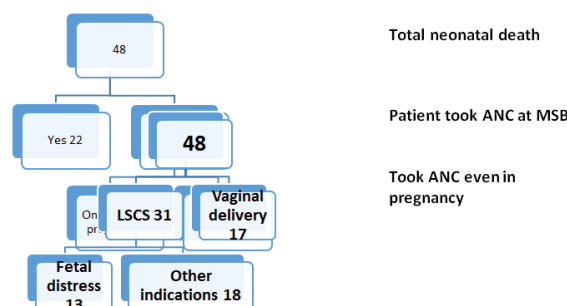 48
Total neonatal death
Yes 22
48
Patient took ANC at MSB
LSCS 31
Vaginal
delivery
17
Took ANC even in
pregnancy
Fetal
distress
13
Other
indications 18